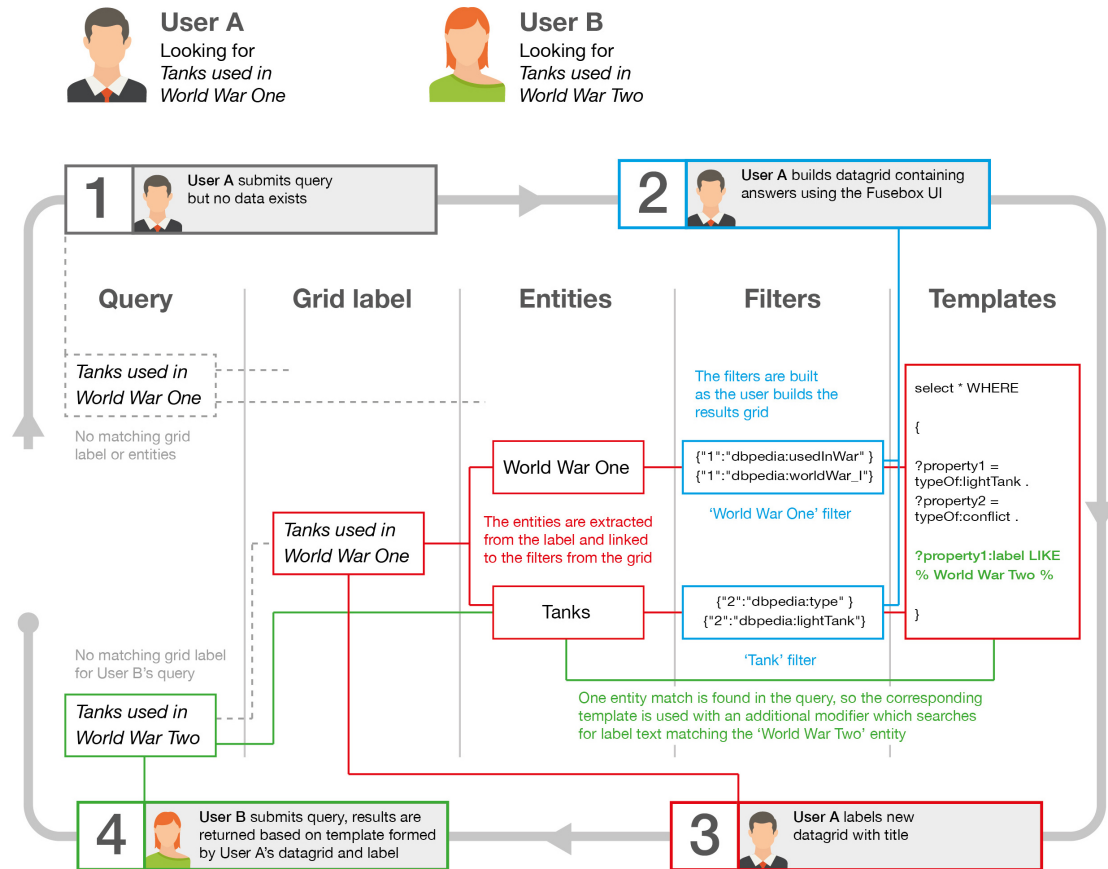 User A
Looking for
Tanks used in
World War One
User B
Looking for
Tanks used in
World War Two
1
User A submits query
but no data exists
2
User A builds datagrid containing
answers using the Fusebox UI
Query
Grid label
Entities
Filters
Templates
Tanks used in
World War One
No matching grid
label or entities
The filters are built
as the user builds the
results grid
select * WHERE
{
?property1 =
typeOf:lightTank .
?property2 =
typeOf:conflict .
?property1:label LIKE
% World War Two %
}
World War One
{"1":"dbpedia:usedInWar" }
{"1":"dbpedia:worldWar_I"}
‘World War One’ filter
Tanks used in
World War One
The entities are extracted
from the label and linked
to the filters from the grid
Tanks
{"2":"dbpedia:type" }
{"2":"dbpedia:lightTank"}
‘Tank’ filter
No matching grid label
for User B’s query
Tanks used in
World War Two
One entity match is found in the query, so the corresponding
template is used with an additional modifier which searches
for label text matching the ‘World War Two’ entity
4
User B submits query, results are
returned based on template formed
by User A’s datagrid and label
3
User A labels new
datagrid with title